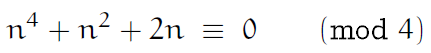 n⁴ + n² + 2n ≡ 0 (mod 4)